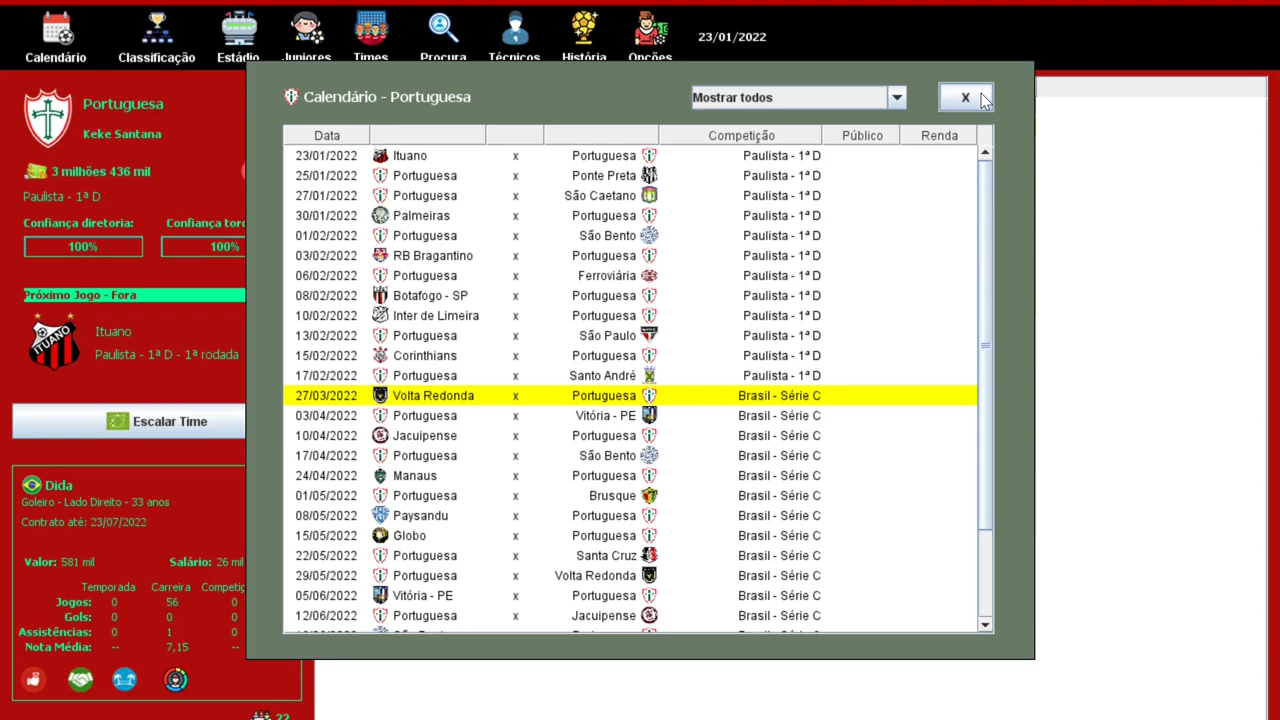 Calendário Classificação Estádio Juniores Times Procura Técnicos História Opções 23/01/2022
Portuguesa
Keke Santana
3 milhões 436 mil
Paulista - 1ª D
Confiança diretoria: Confiança torc
100% 100%
Próximo Jogo - Fora
ITUANO
Ituano
Paulista - 1ª D - 1ª rodada
Escalar Time
Dida
Goleiro - Lado Direito - 33 anos
Contrato até: 23/07/2022
Valor: 581 mil Salário: 26 mil
Temporada Carreira Competiç
Jogos: 0 56 0
Gols: 0 0 0
Assistências: 0 1 0
Nota Média: -- 7,15 --
22
Calendário - Portuguesa Mostrar todos X
Data Competição Público Renda
23/01/2022 Ituano x Portuguesa Paulista - 1ª D
25/01/2022 Portuguesa x Ponte Preta Paulista - 1ª D
27/01/2022 Portuguesa x São Caetano Paulista - 1ª D
30/01/2022 Palmeiras x Portuguesa Paulista - 1ª D
01/02/2022 Portuguesa x São Bento Paulista - 1ª D
03/02/2022 RB Bragantino x Portuguesa Paulista - 1ª D
06/02/2022 Portuguesa x Ferroviária Paulista - 1ª D
08/02/2022 Botafogo - SP x Portuguesa Paulista - 1ª D
10/02/2022 Inter de Limeira x Portuguesa Paulista - 1ª D
13/02/2022 Portuguesa x São Paulo Paulista - 1ª D
15/02/2022 Corinthians x Portuguesa Paulista - 1ª D
17/02/2022 Portuguesa x Santo André Paulista - 1ª D
27/03/2022 Volta Redonda x Portuguesa Brasil - Série C
03/04/2022 Portuguesa x Vitória - PE Brasil - Série C
10/04/2022 Jacuipense x Portuguesa Brasil - Série C
17/04/2022 Portuguesa x São Bento Brasil - Série C
24/04/2022 Manaus x Portuguesa Brasil - Série C
01/05/2022 Portuguesa x Brusque Brasil - Série C
08/05/2022 Paysandu x Portuguesa Brasil - Série C
15/05/2022 Globo x Portuguesa Brasil - Série C
22/05/2022 Portuguesa x Santa Cruz Brasil - Série C
29/05/2022 Portuguesa x Volta Redonda Brasil - Série C
05/06/2022 Vitória - PE x Portuguesa Brasil - Série C
12/06/2022 Portuguesa x Jacuipense Brasil - Série C